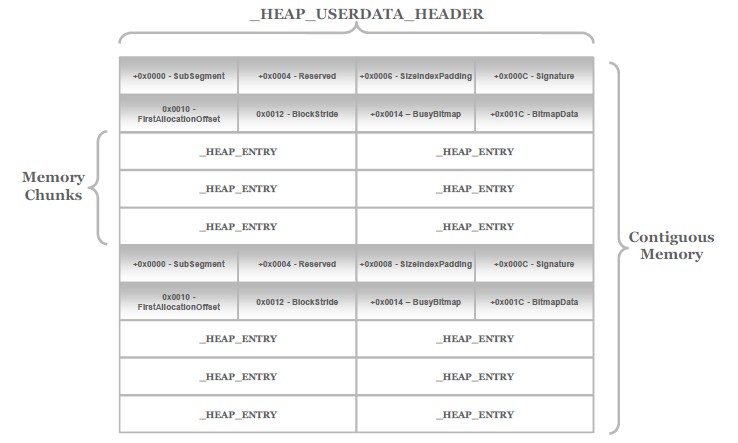 _HEAP_USERDATA_HEADER
+0x0000 - SubSegment
+0x0004 - Reserved
+0x0006 - SizeIndexPadding
+0x000C - Signature
0x0010 -
FirstAllocationOffset
0x0012 - BlockStride
+0x0014 – BusyBitmap
+0x001C - BitmapData
Memory
Chunks
_HEAP_ENTRY
_HEAP_ENTRY
_HEAP_ENTRY
_HEAP_ENTRY
_HEAP_ENTRY
_HEAP_ENTRY
Contiguous
Memory
+0x0000 - SubSegment
+0x0004 - Reserved
+0x0008 - SizeIndexPadding
+0x000C - Signature
0x0010 -
FirstAllocationOffset
0x0012 - BlockStride
+0x0014 – BusyBitmap
+0x001C - BitmapData
_HEAP_ENTRY
_HEAP_ENTRY
_HEAP_ENTRY
_HEAP_ENTRY
_HEAP_ENTRY
_HEAP_ENTRY